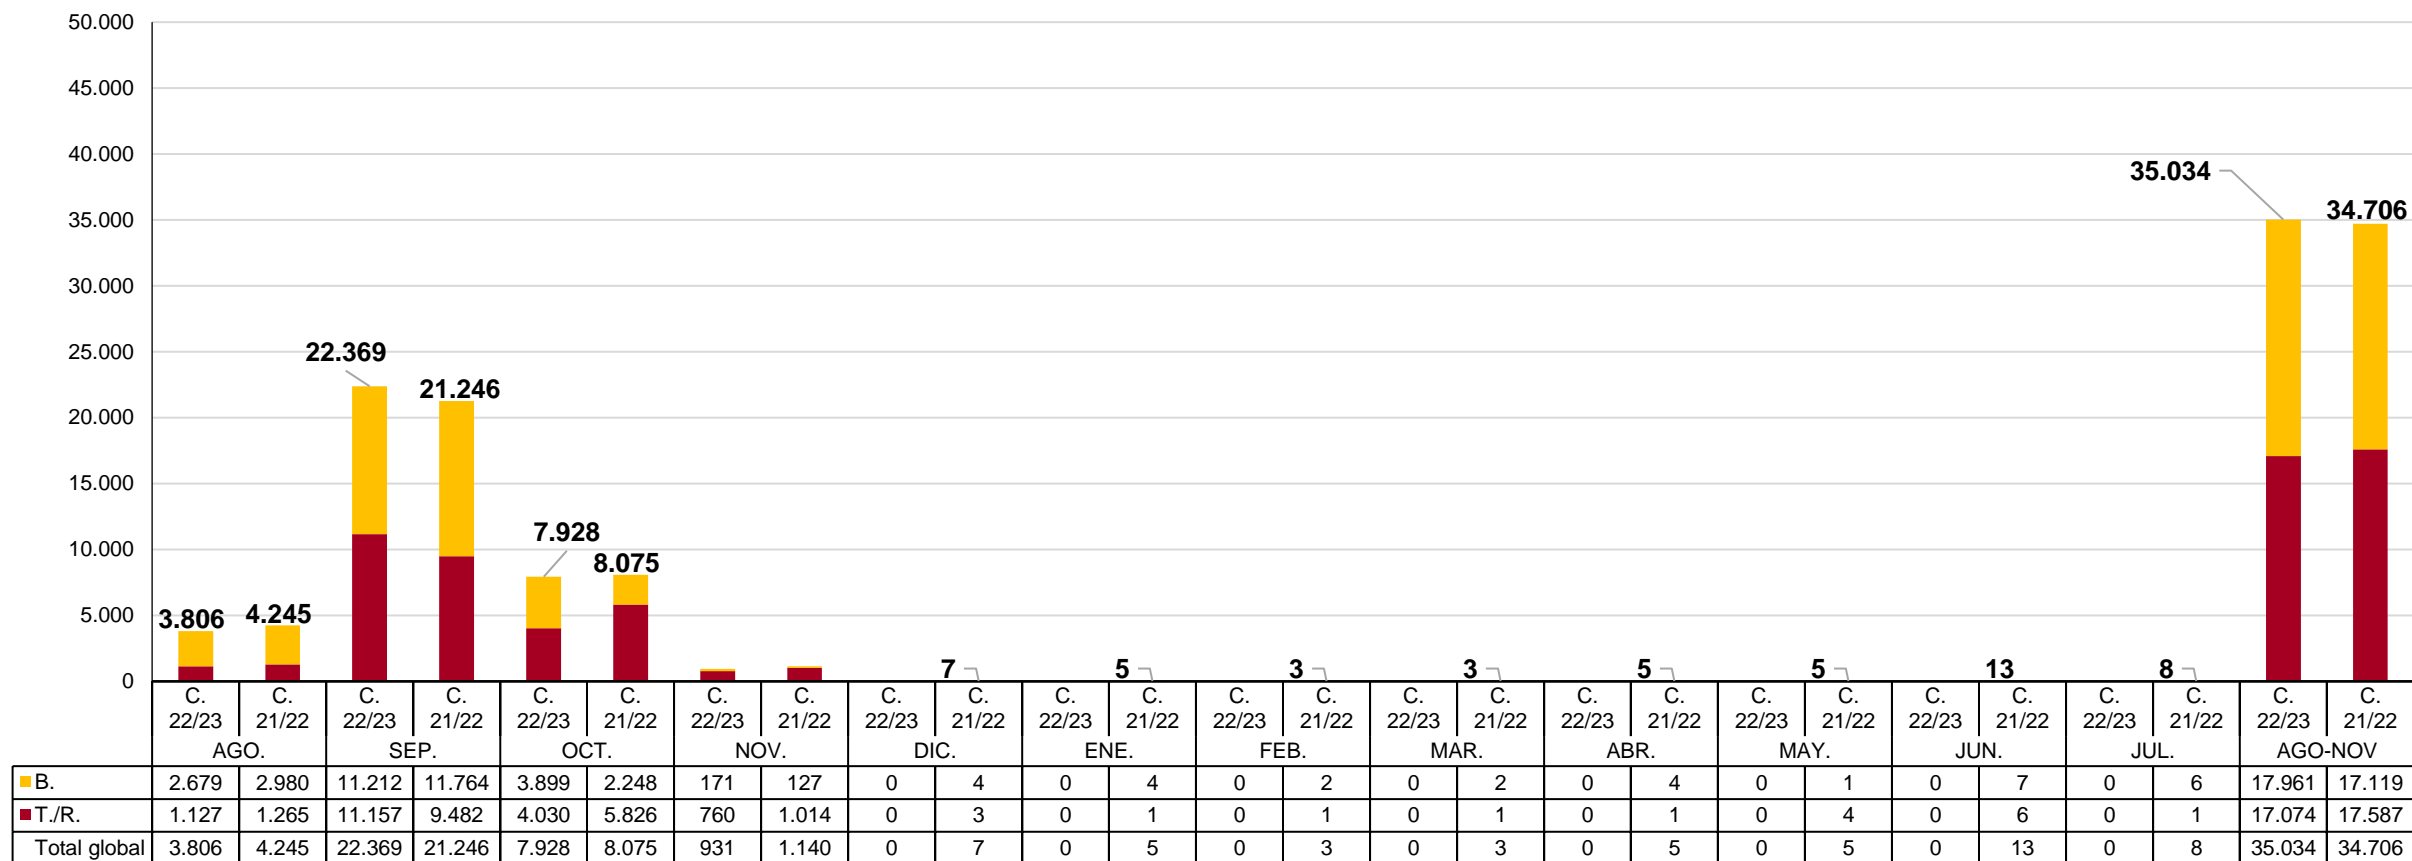 50.000
45.000
40.000
35.000
30.000
25.000
20.000
15.000
10.000
5.000
0
3.806 4.245 22.369 21.246 7.928 8.075 7 5 3 3 5 5 13 8 35.034 34.706
C. 22/23 C. 21/22 C. 22/23 C. 21/22 C. 22/23 C. 21/22 C. 22/23 C. 21/22 C. 22/23 C. 21/22 C. 22/23 C. 21/22 C. 22/23 C. 21/22 C. 22/23 C. 21/22 C. 22/23 C. 21/22 C. 22/23 C. 21/22 C. 22/23 C. 21/22 C. 22/23 C. 21/22 C. 22/23 C. 21/22
AGO. SEP. OCT. NOV. DIC. ENE. FEB. MAR. ABR. MAY. JUN. JUL. AGO-NOV
B. 2.679 2.980 11.212 11.764 3.899 2.248 171 127 0 4 0 4 0 2 0 2 0 4 0 1 0 7 0 6 17.961 17.119
T./R. 1.127 1.265 11.157 9.482 4.030 5.826 760 1.014 0 3 0 1 0 1 0 1 0 1 0 4 0 6 0 1 17.074 17.587
Total global 3.806 4.245 22.369 21.246 7.928 8.075 931 1.140 0 7 0 5 0 3 0 3 0 5 0 5 0 13 0 8 35.034 34.706